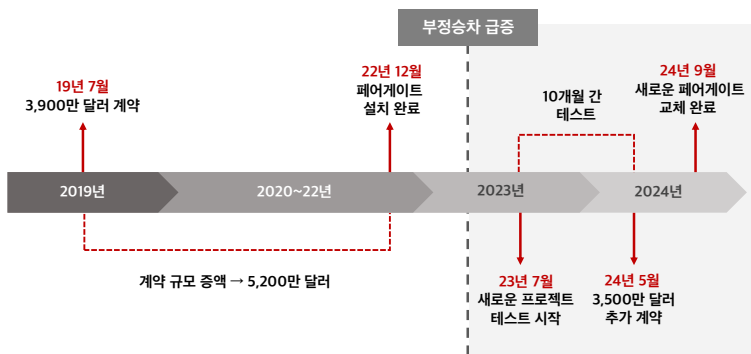 부정승차 급증
19년 7월
3,900만 달러 계약
22년 12월
페어게이트
설치 완료
10개월 간
테스트
24년 9월
새로운 페어게이트
교체 완료
2019년
2020~22년
2023년
2024년
계약 규모 증액 → 5,200만 달러
23년 7월
새로운 프로젝트
테스트 시작
24년 5월
3,500만 달러
추가 계약